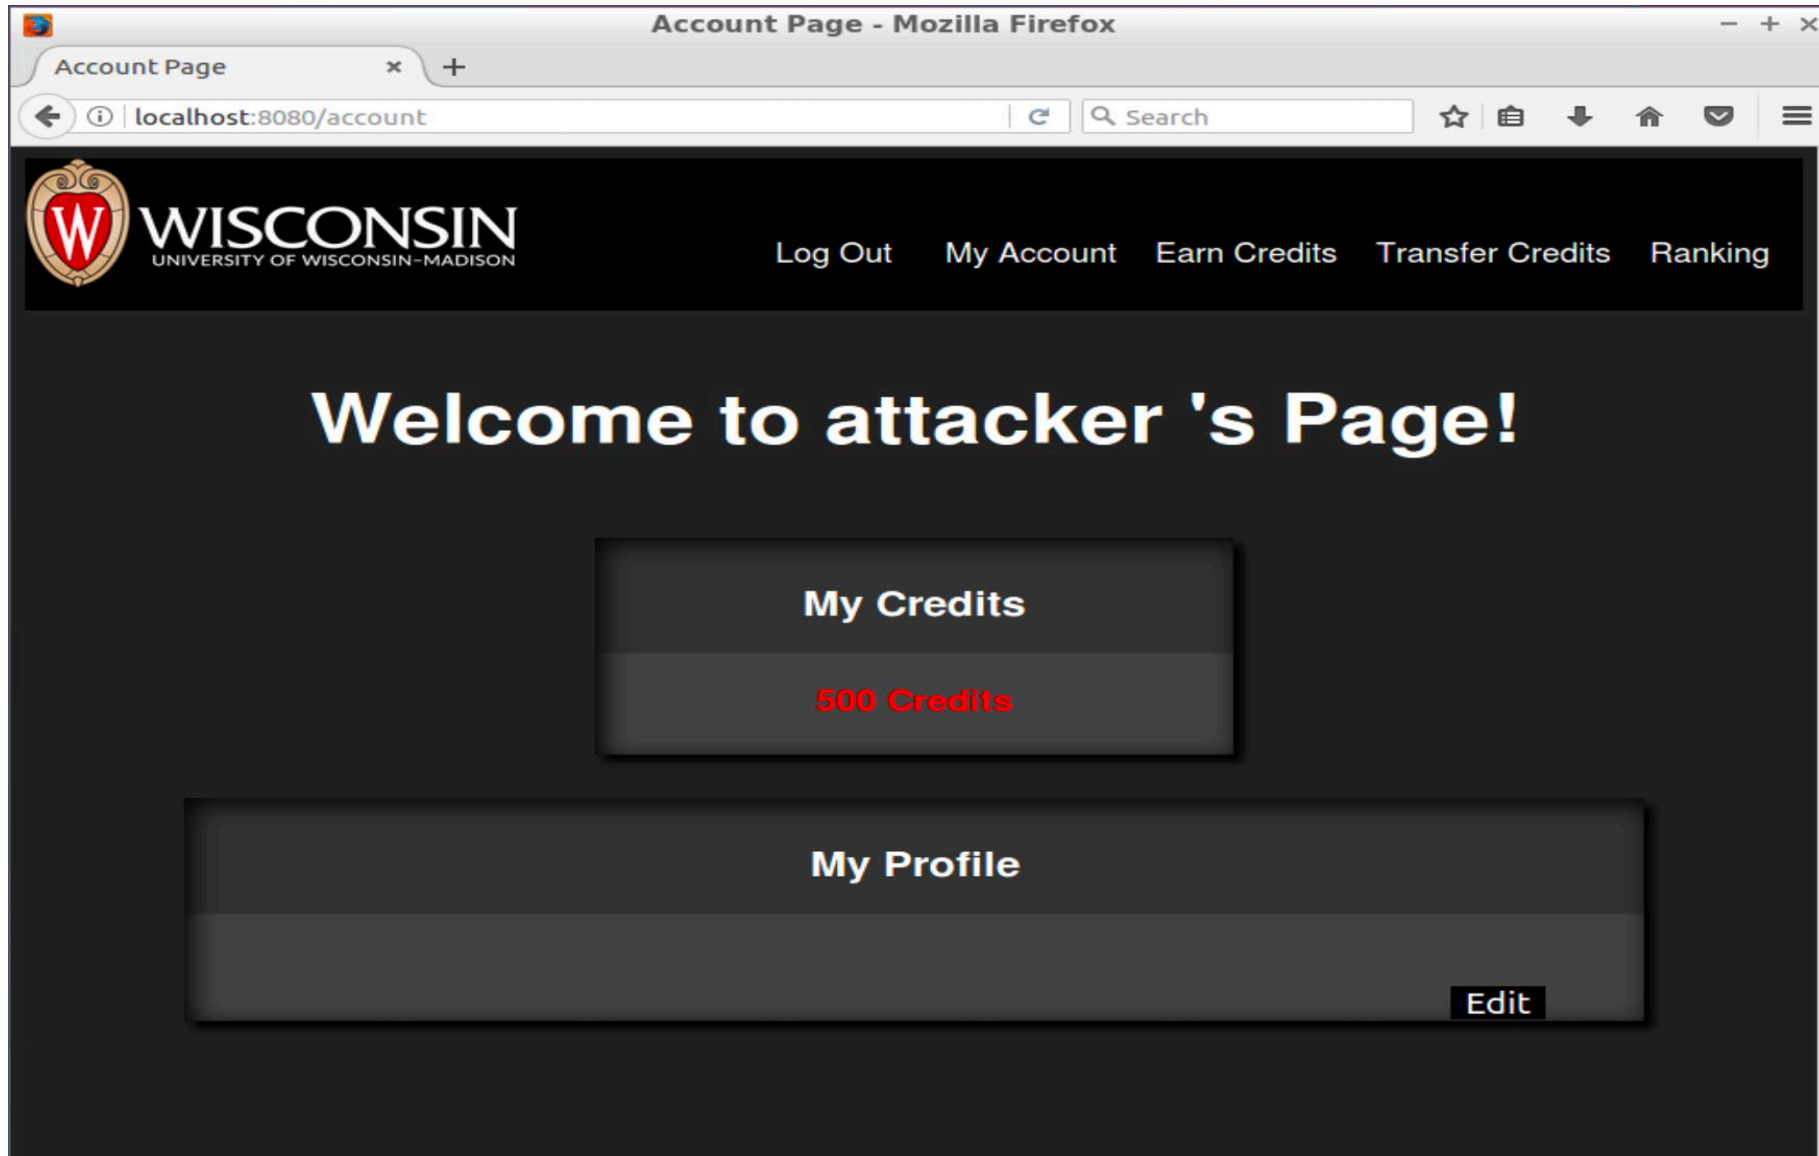 Account Page - Mozilla Firefox
Account Page
localhost:8080/account
Search
W WISCONSIN
UNIVERSITY OF WISCONSIN-MADISON
Log Out My Account Earn Credits Transfer Credits Ranking
Welcome to attacker 's Page!
My Credits
500 Credits
My Profile
Edit